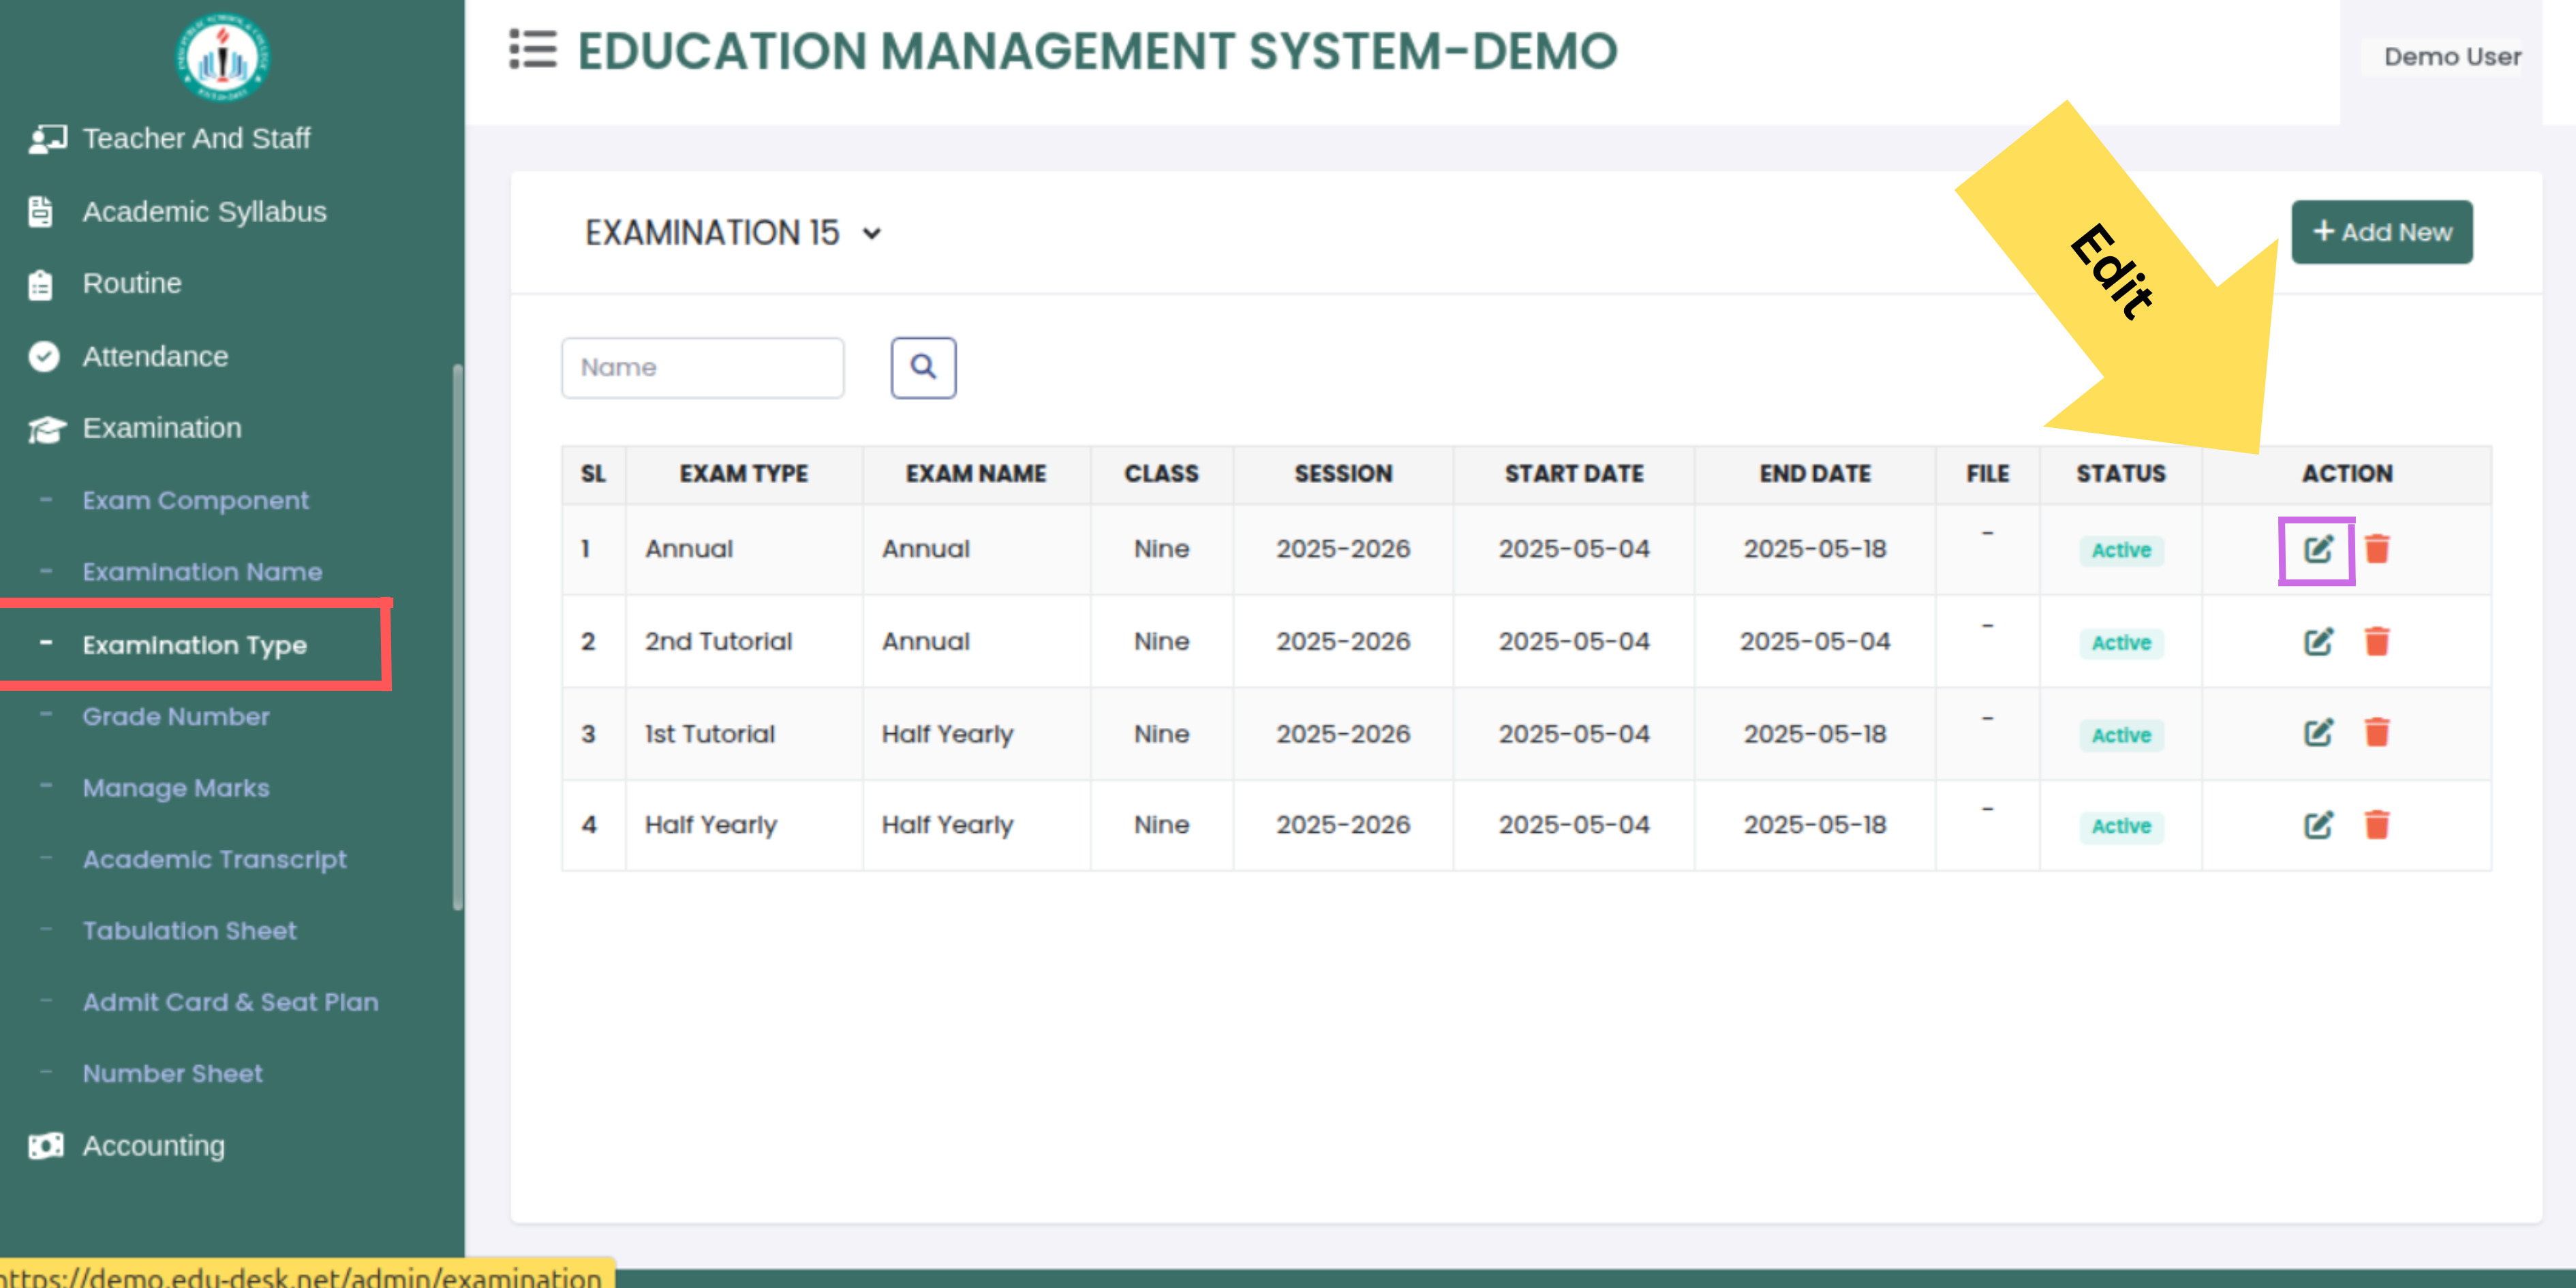 EDUCATION MANAGEMENT SYSTEM-DEMO
Demo User
Teacher And Staff
Academic Syllabus
Routine
Attendance
Examination
- Exam Component
- Examination Name
- Examination Type
- Grade Number
- Manage Marks
- Academic Transcript
- Tabulation Sheet
- Admit Card & Seat Plan
- Number Sheet
Accounting
EXAMINATION 15
+ Add New
Edit
Name
SL EXAM TYPE EXAM NAME CLASS SESSION START DATE END DATE FILE STATUS ACTION
1 Annual Annual Nine 2025-2026 2025-05-04 2025-05-18 - Active
2 2nd Tutorial Annual Nine 2025-2026 2025-05-04 2025-05-04 - Active
3 1st Tutorial Half Yearly Nine 2025-2026 2025-05-04 2025-05-18 - Active
4 Half Yearly Half Yearly Nine 2025-2026 2025-05-04 2025-05-18 - Active
https://demo.edu-desk.net/admin/examination